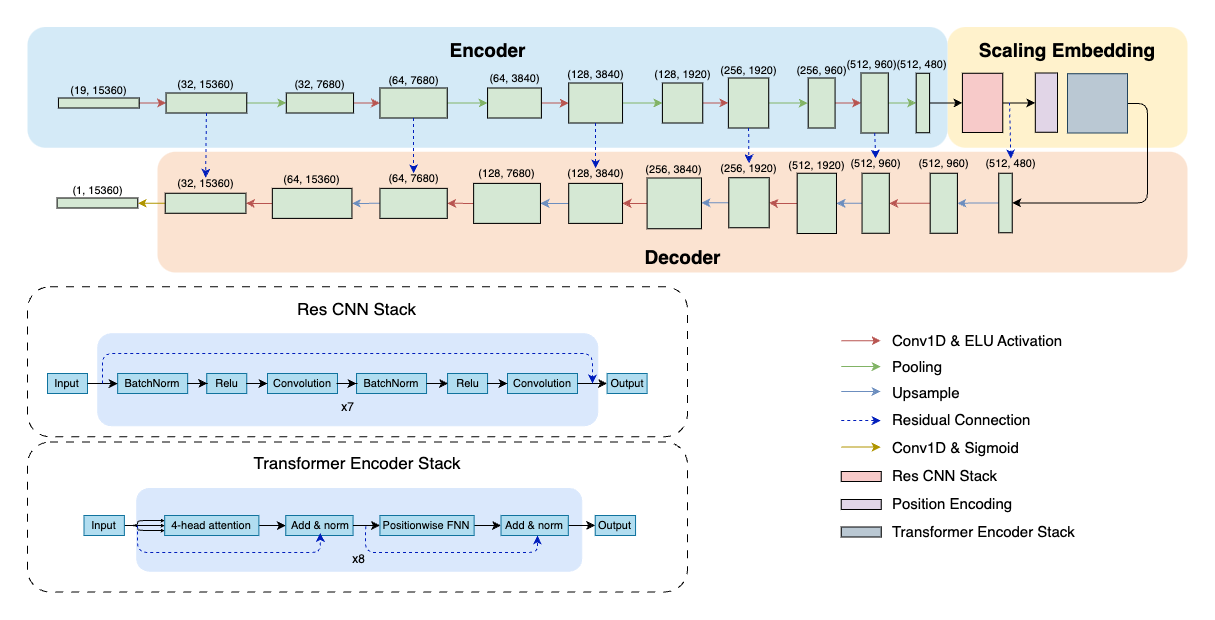 Encoder
Scaling Embedding
(19, 15360)
(32, 15360)
(32, 7680)
(64, 7680)
(64, 3840)
(128, 3840)
(128, 1920)
(256, 1920)
(256, 960)
(512, 960)
(512, 480)
(1, 15360)
(32, 15360)
(64, 15360)
(64, 7680)
(128, 7680)
(128, 3840)
(256, 3840)
(256, 1920)
(512, 1920)
(512, 960)
(512, 960)
(512, 480)
Decoder
Res CNN Stack
Input
BatchNorm
Relu
Convolution
BatchNorm
Relu
Convolution
Output
x7
Transformer Encoder Stack
Input
4-head attention
Add & norm
Positionwise FNN
Add & norm
Output
x8
Conv1D & ELU Activation
Pooling
Upsample
Residual Connection
Conv1D & Sigmoid
Res CNN Stack
Position Encoding
Transformer Encoder Stack